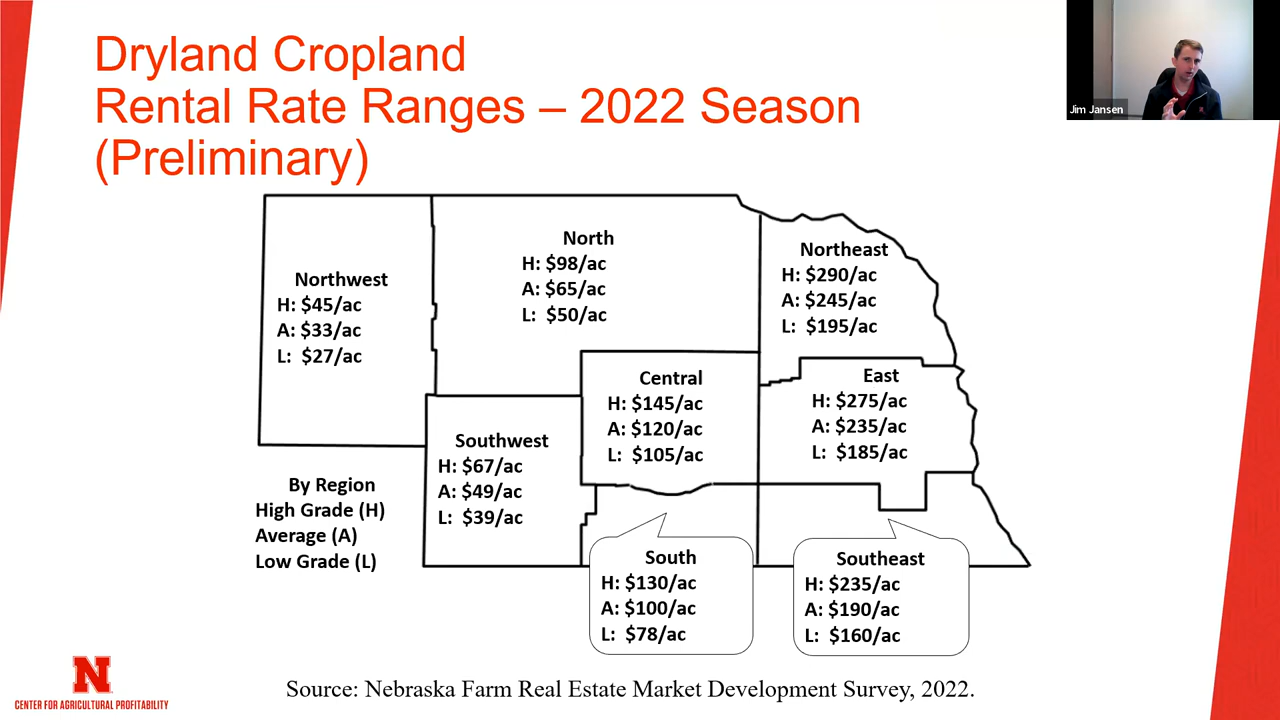 Dryland Cropland
Rental Rate Ranges – 2022 Season
(Preliminary)
Jim Jansen
Northwest
H: $45/ac
A: $33/ac
L: $27/ac
North
H: $98/ac
A: $65/ac
L: $50/ac
Northeast
H: $290/ac
A: $245/ac
L: $195/ac
Central
H: $145/ac
A: $120/ac
L: $105/ac
East
H: $275/ac
A: $235/ac
L: $185/ac
Southwest
H: $67/ac
A: $49/ac
L: $39/ac
By Region
High Grade (H)
Average (A)
Low Grade (L)
South
H: $130/ac
A: $100/ac
L: $78/ac
Southeast
H: $235/ac
A: $190/ac
L: $160/ac
N
CENTER FOR AGRICULTURAL PROFITABILITY
Source: Nebraska Farm Real Estate Market Development Survey, 2022.